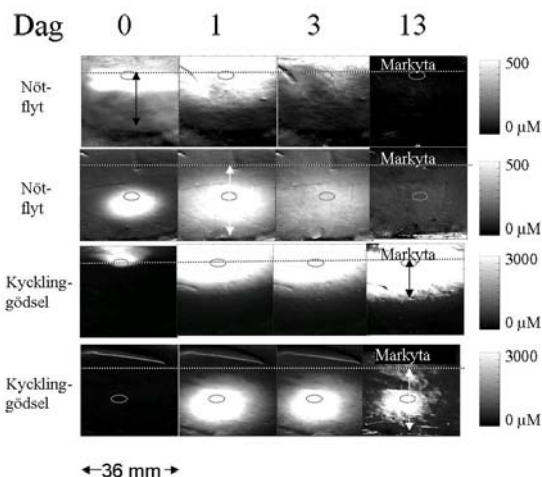 Dag 0 1 3 13
Markyta 500
Nöt-
flyt
0 µM
Markyta 500
Nöt-
flyt
0 µM
3000
Markyta
Kyckling-
gödsel
0 µM
Markyta 3000
Kyckling-
gödsel
0 µM
36 mm